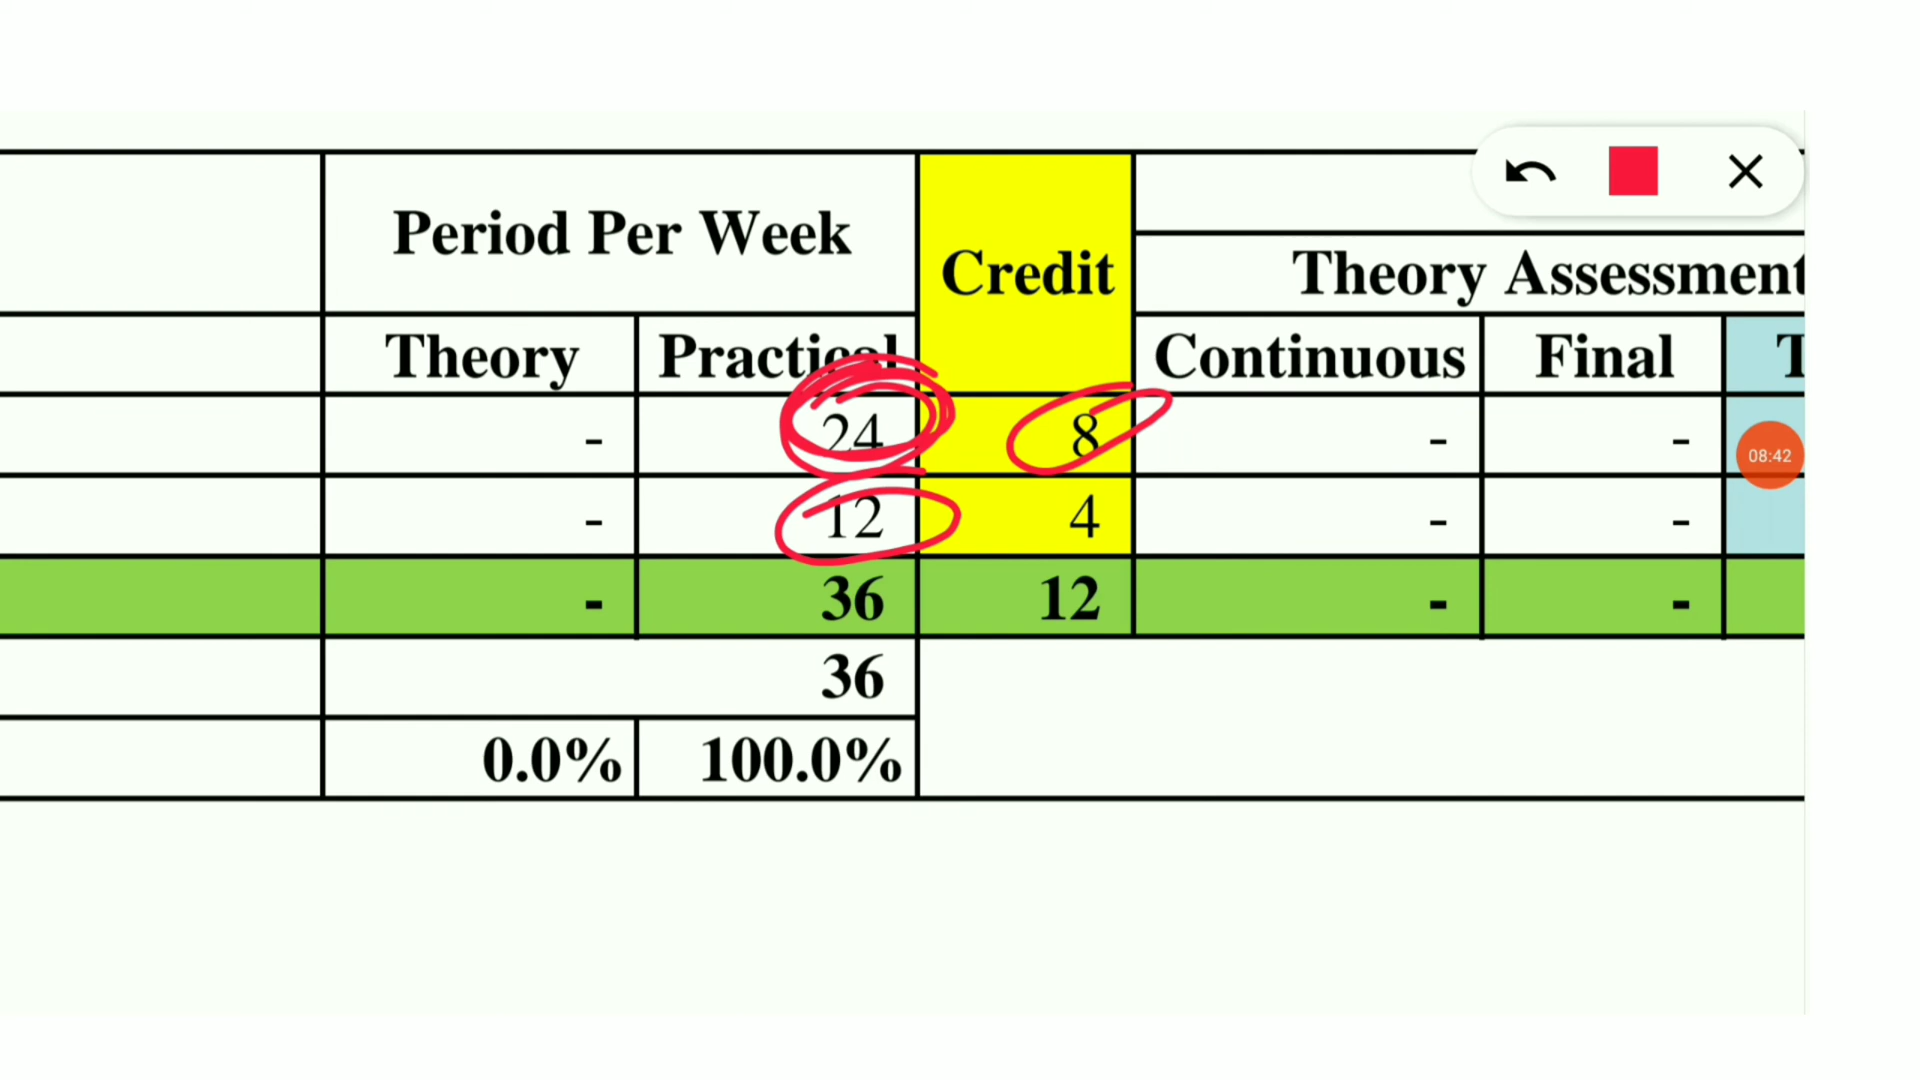 Period Per Week
Credit
Theory Assessment
Theory Practical Continuous Final T
- 24 8 - -
08:42
- 12 4 - -
- 36 12 - -
36
0.0% 100.0%